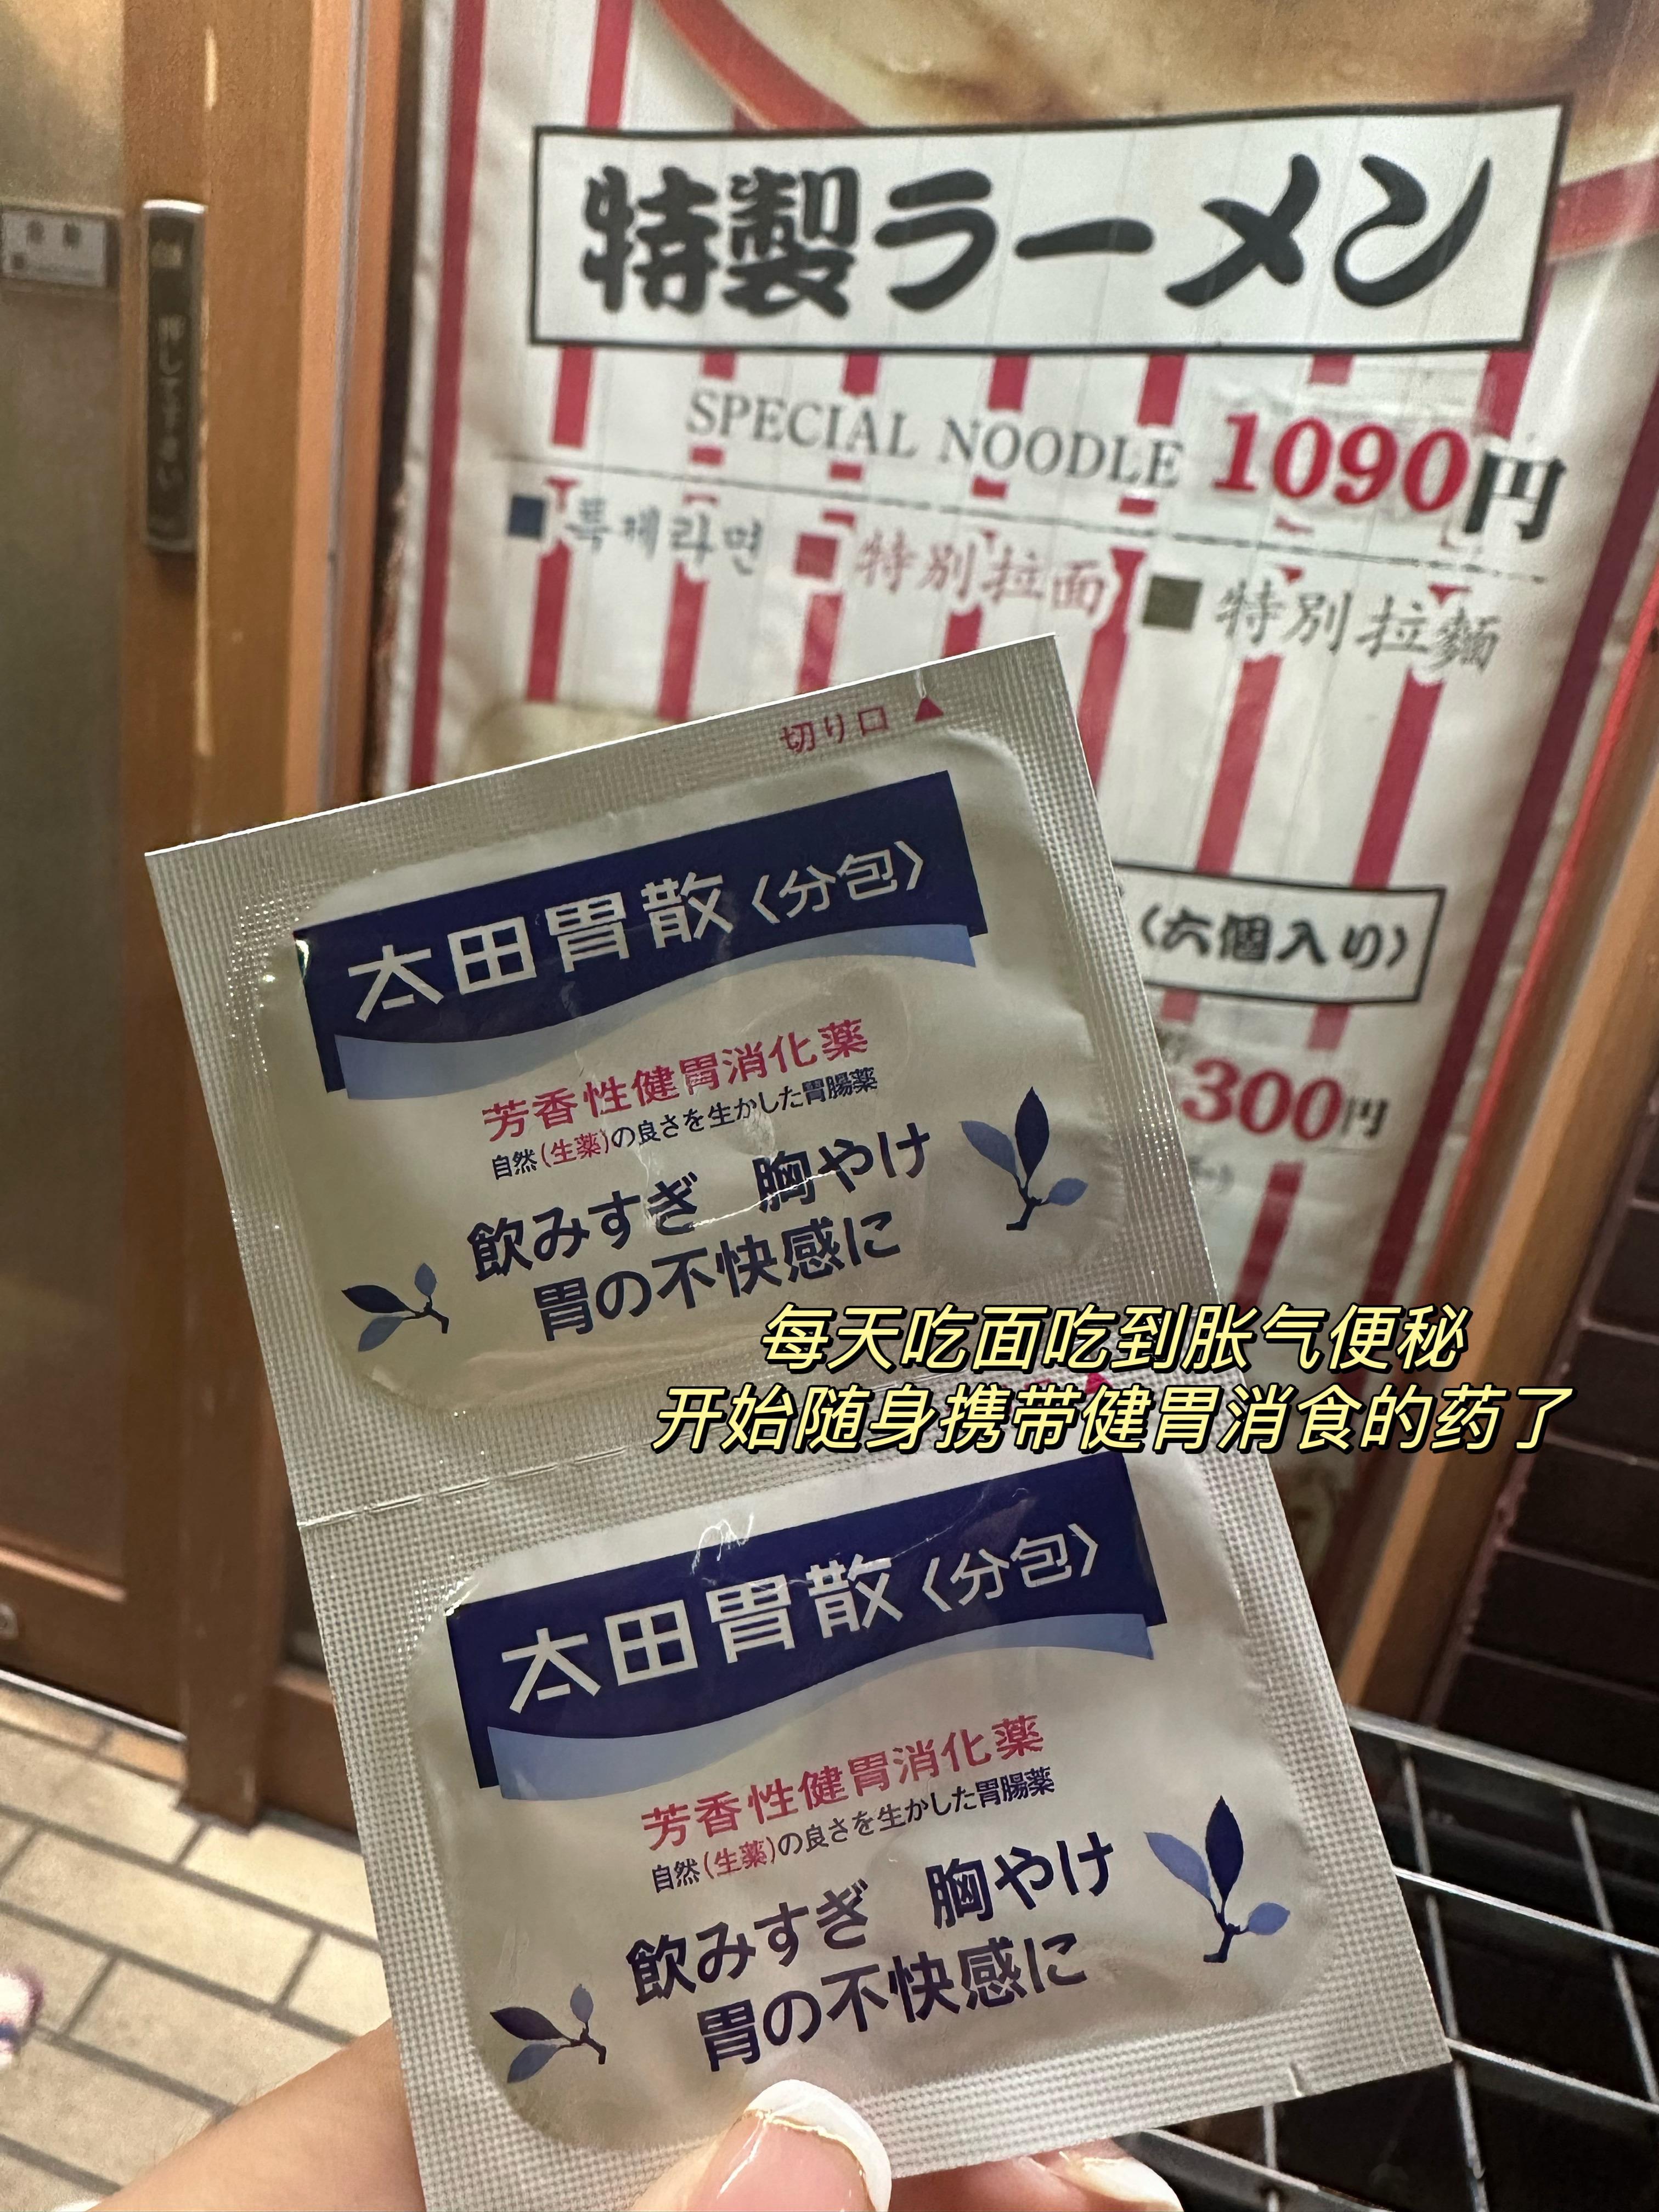 特製ラーメン
SPECIAL NOODLE 1090円
특제라면 特別拉面 特別拉麵
押して下さい
〈六個入り〉
300円
切り口
太田胃散〈分包〉
芳香性健胃消化薬
自然(生薬)の良さを生かした胃腸薬
飲みすぎ 胸やけ
胃の不快感に
每天吃面吃到胀气便秘
开始随身携带健胃消食的药了
太田胃散〈分包〉
芳香性健胃消化薬
自然(生薬)の良さを生かした胃腸薬
飲みすぎ 胸やけ
胃の不快感に